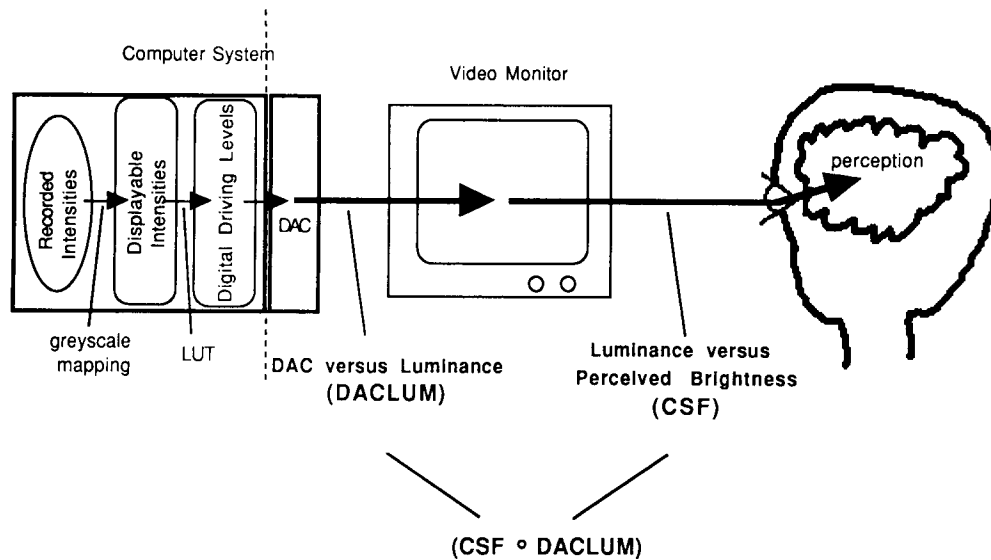 Computer System
Video Monitor
Recorded
Intensities
Displayable
Intensities
Digital Driving Levels
DAC
perception
greyscale
mapping
LUT
DAC versus Luminance
(DACLUM)
Luminance versus
Perceived Brightness
(CSF)
(CSF ° DACLUM)